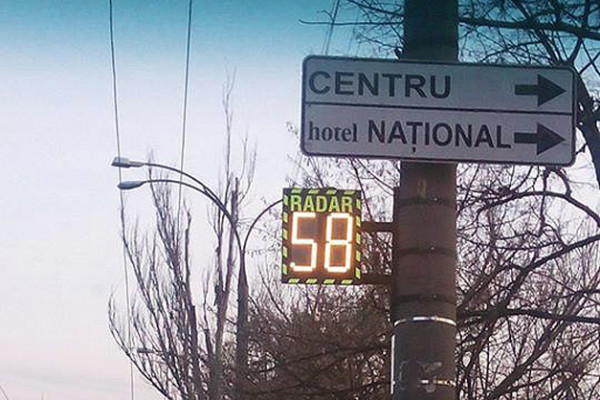 CENTRU
hotel NAȚIONAL
RADAR
58